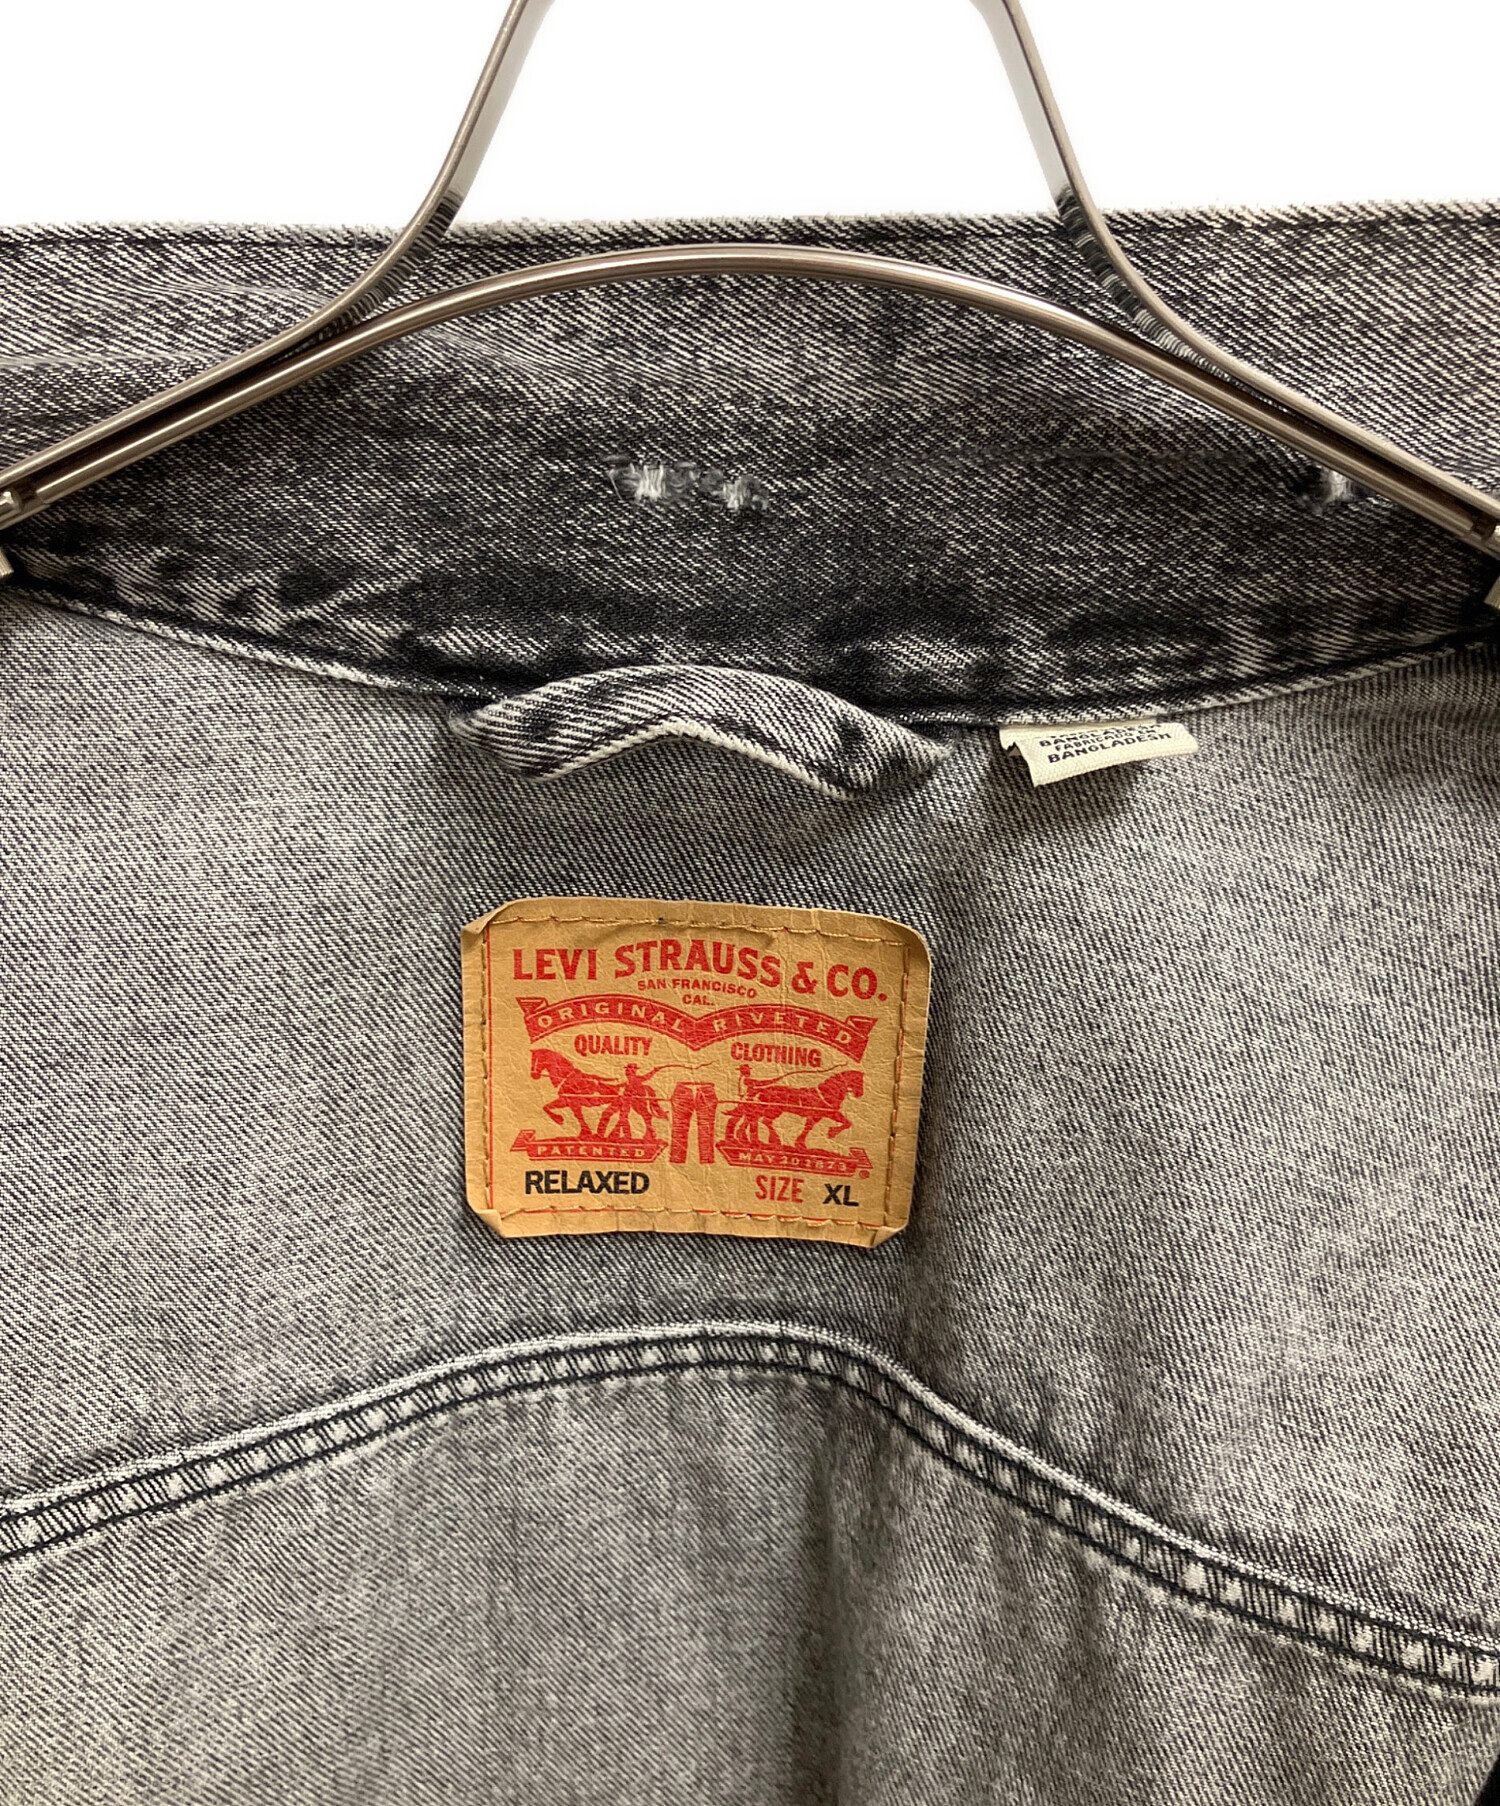 BANGLADESH
LEVI STRAUSS & CO.
SAN FRANCISCO
CAL.
ORIGINAL RIVETED
QUALITY CLOTHING
PATENTED MAY 20 1873 ®
RELAXED SIZE XL